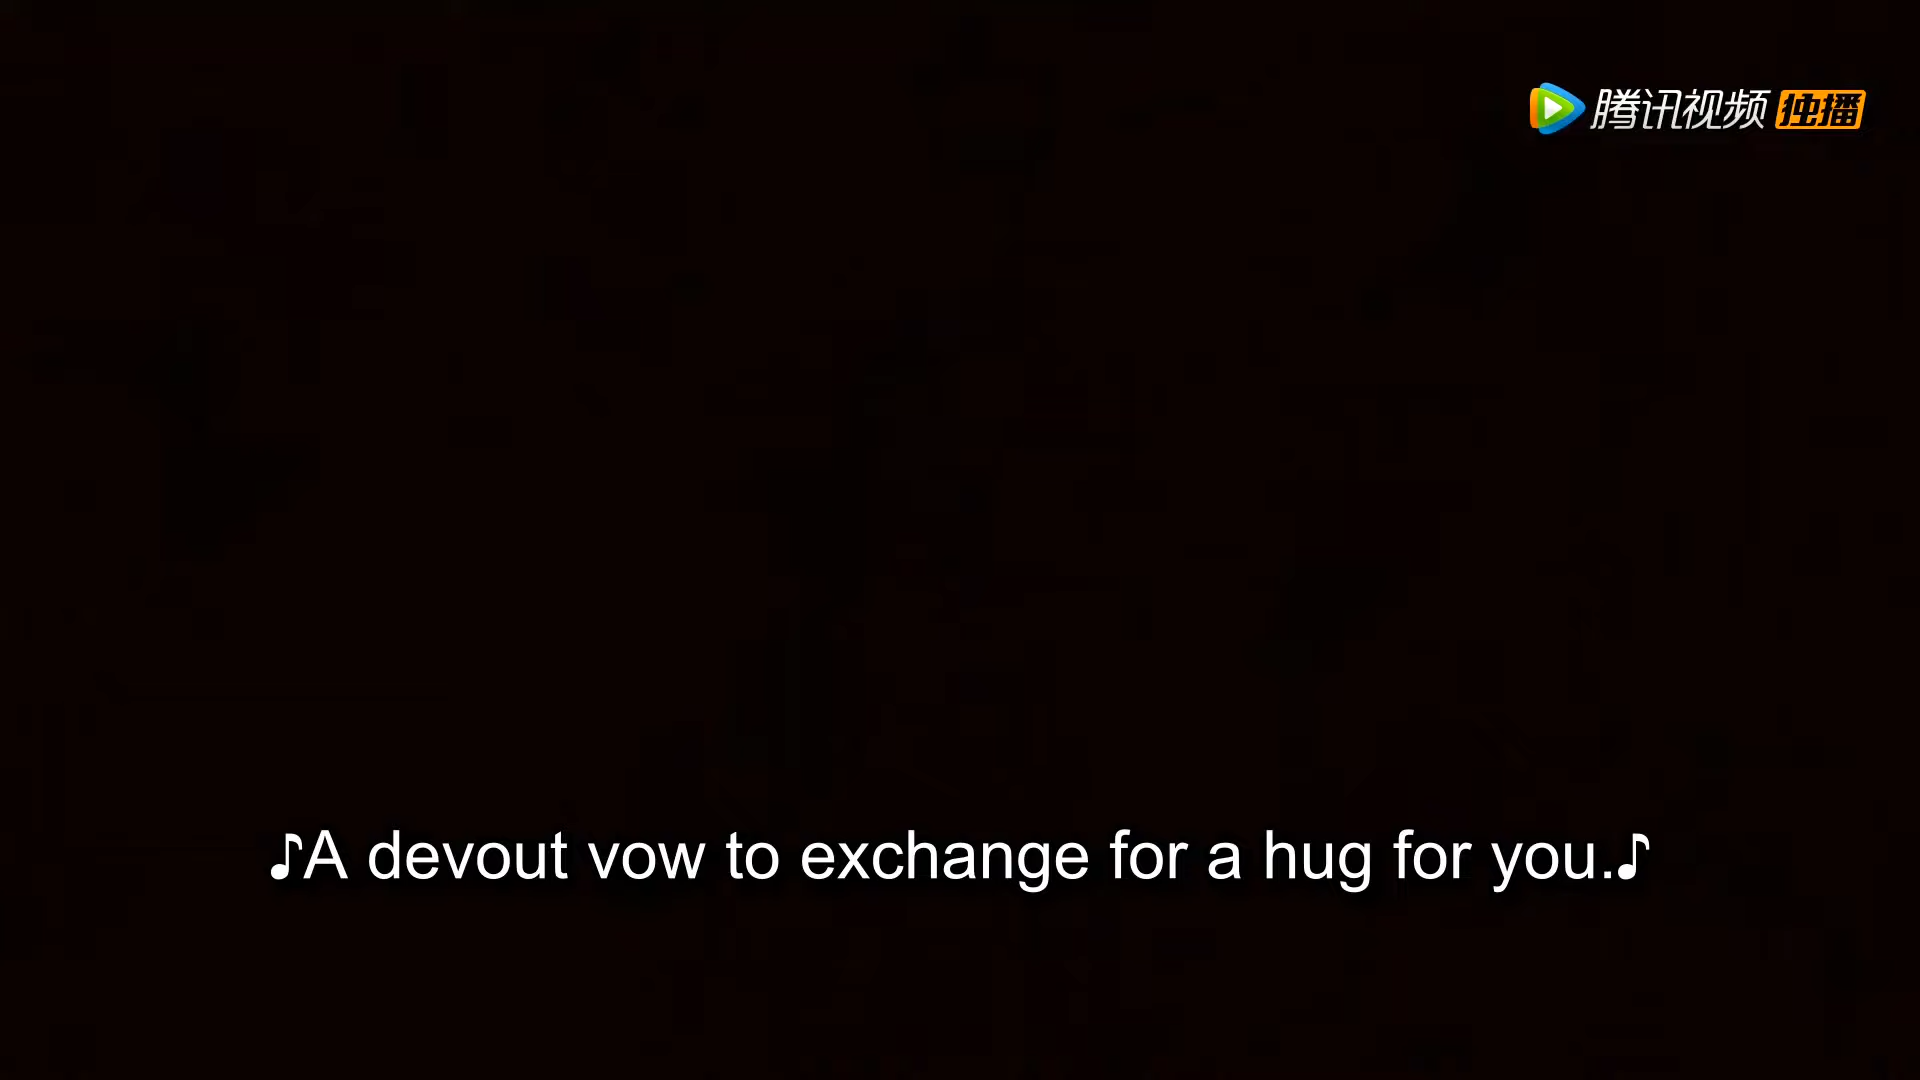 腾讯视频 独播
♪A devout vow to exchange for a hug for you.♪